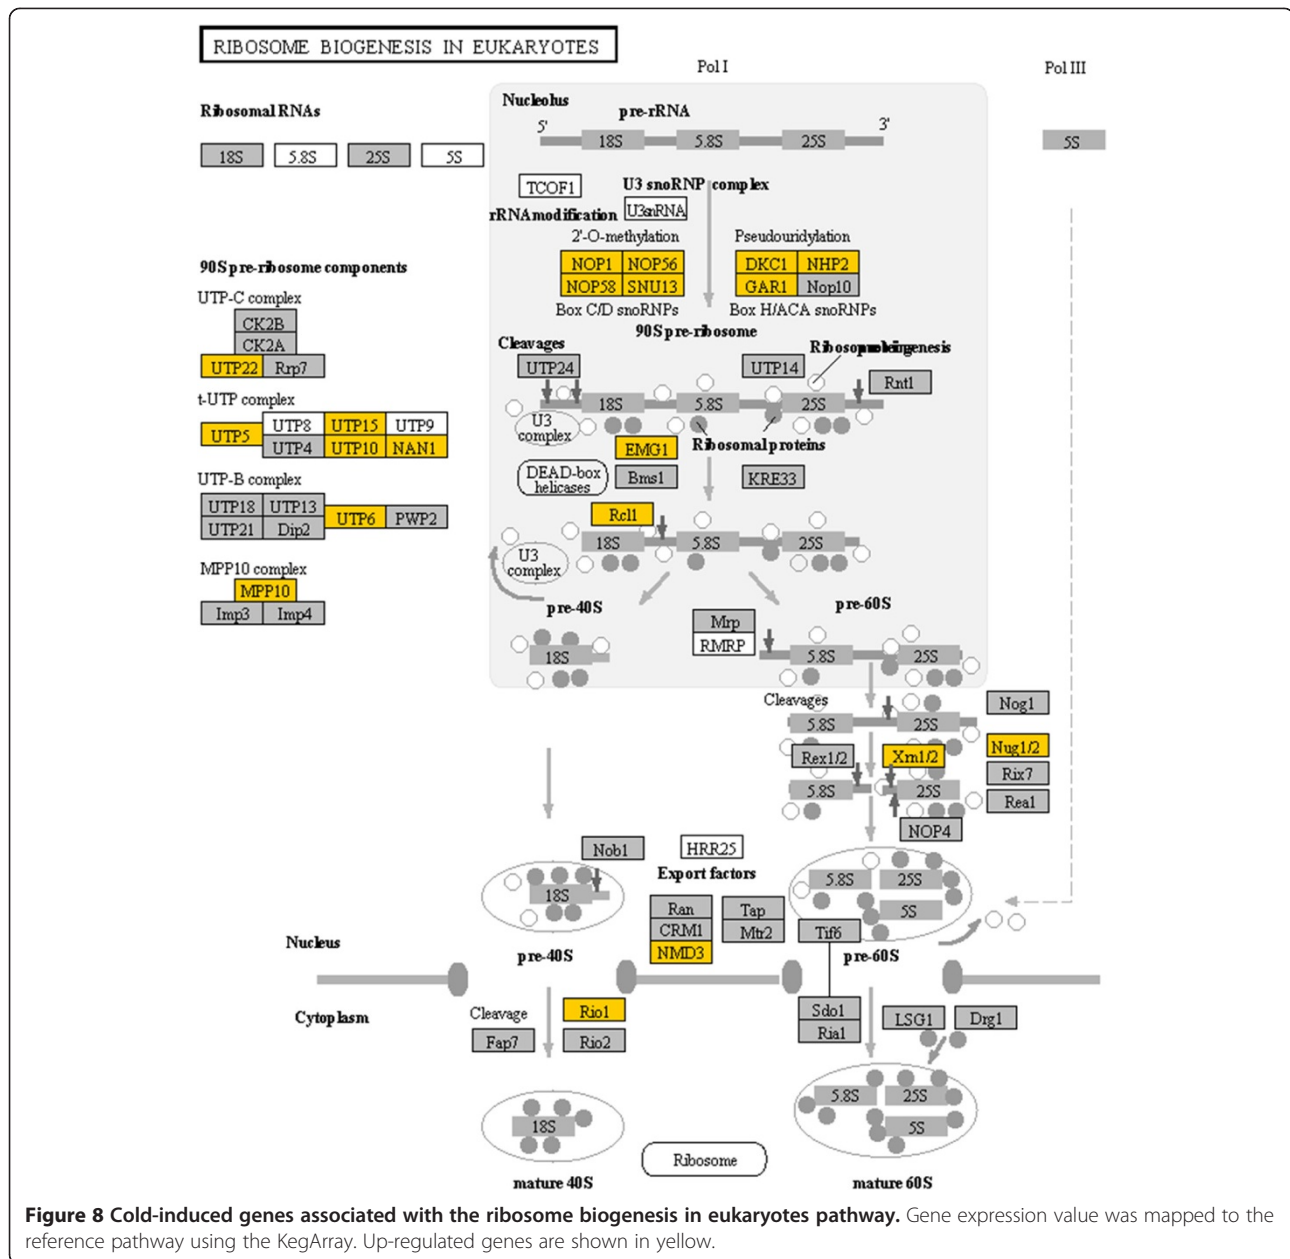 RIBOSOME BIOGENESIS IN EUKARYOTES
Pol I
Pol III
Ribosomal RNAs
18S 5.8S 25S 5S
Nucleolus
pre-rRNA
5' 3'
18S 5.8S 25S
5S
TCOF1
U3 snoRNP complex
U3snRNA
rRNA modification
2'-O-methylation
Pseudouridylation
NOP1 NOP56
NOP58 SNU13
DKC1 NHP2
GAR1 Nop10
Box C/D snoRNPs
Box H/ACA snoRNPs
90S pre-ribosome components
UTP-C complex
CK2B
CK2A
UTP22 Rrp7
t-UTP complex
UTP5
UTP8 UTP15 UTP9
UTP4 UTP10 NAN1
UTP-B complex
UTP18 UTP13
UTP21 Dip2
UTP6 PWP2
MPP10 complex
MPP10
Imp3 Imp4
90S pre-ribosome
Cleavages
UTP24
UTP14
Rnt1
18S 5.8S 25S
U3
complex
Ribosomal proteins
EMG1
Bms1
DEAD-box
helicases
KRE33
Rcl1
18S 5.8S 25S
U3
complex
pre-40S
pre-60S
Mrp
RMRP
18S
5.8S 25S
Cleavages
5.8S 25S
Nog1
Nug1/2
Rix7
Rea1
Rex1/2
Xrn1/2
5.8S 25S
NOP4
Nob1
HRR25
Export factors
18S
Ran
CRM1
NMD3
Tap
Mtr2
5.8S 25S
5S
Tif6
Nucleus
pre-40S
pre-60S
Cytoplasm
Cleavage
Fap7
Rio1
Rio2
Sdo1
Ria1
LSG1
Drg1
18S
5.8S 25S
5S
Ribosome
mature 40S
mature 60S
Figure 8 Cold-induced genes associated with the ribosome biogenesis in eukaryotes pathway. Gene expression value was mapped to the
reference pathway using the KegArray. Up-regulated genes are shown in yellow.